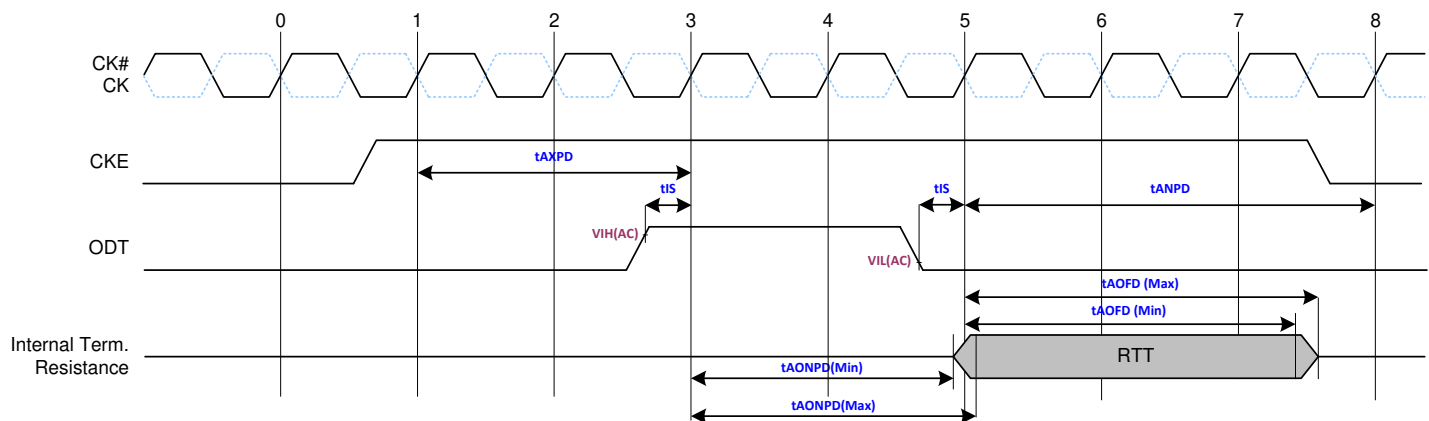 0 1 2 3 4 5 6 7 8
CK#
CK
CKE
tAXPD
tIS
tIS
tANPD
ODT
VIH(AC)
VIL(AC)
tAOFD (Max)
tAOFD (Min)
Internal Term.
Resistance
RTT
tAONPD(Min)
tAONPD(Max)